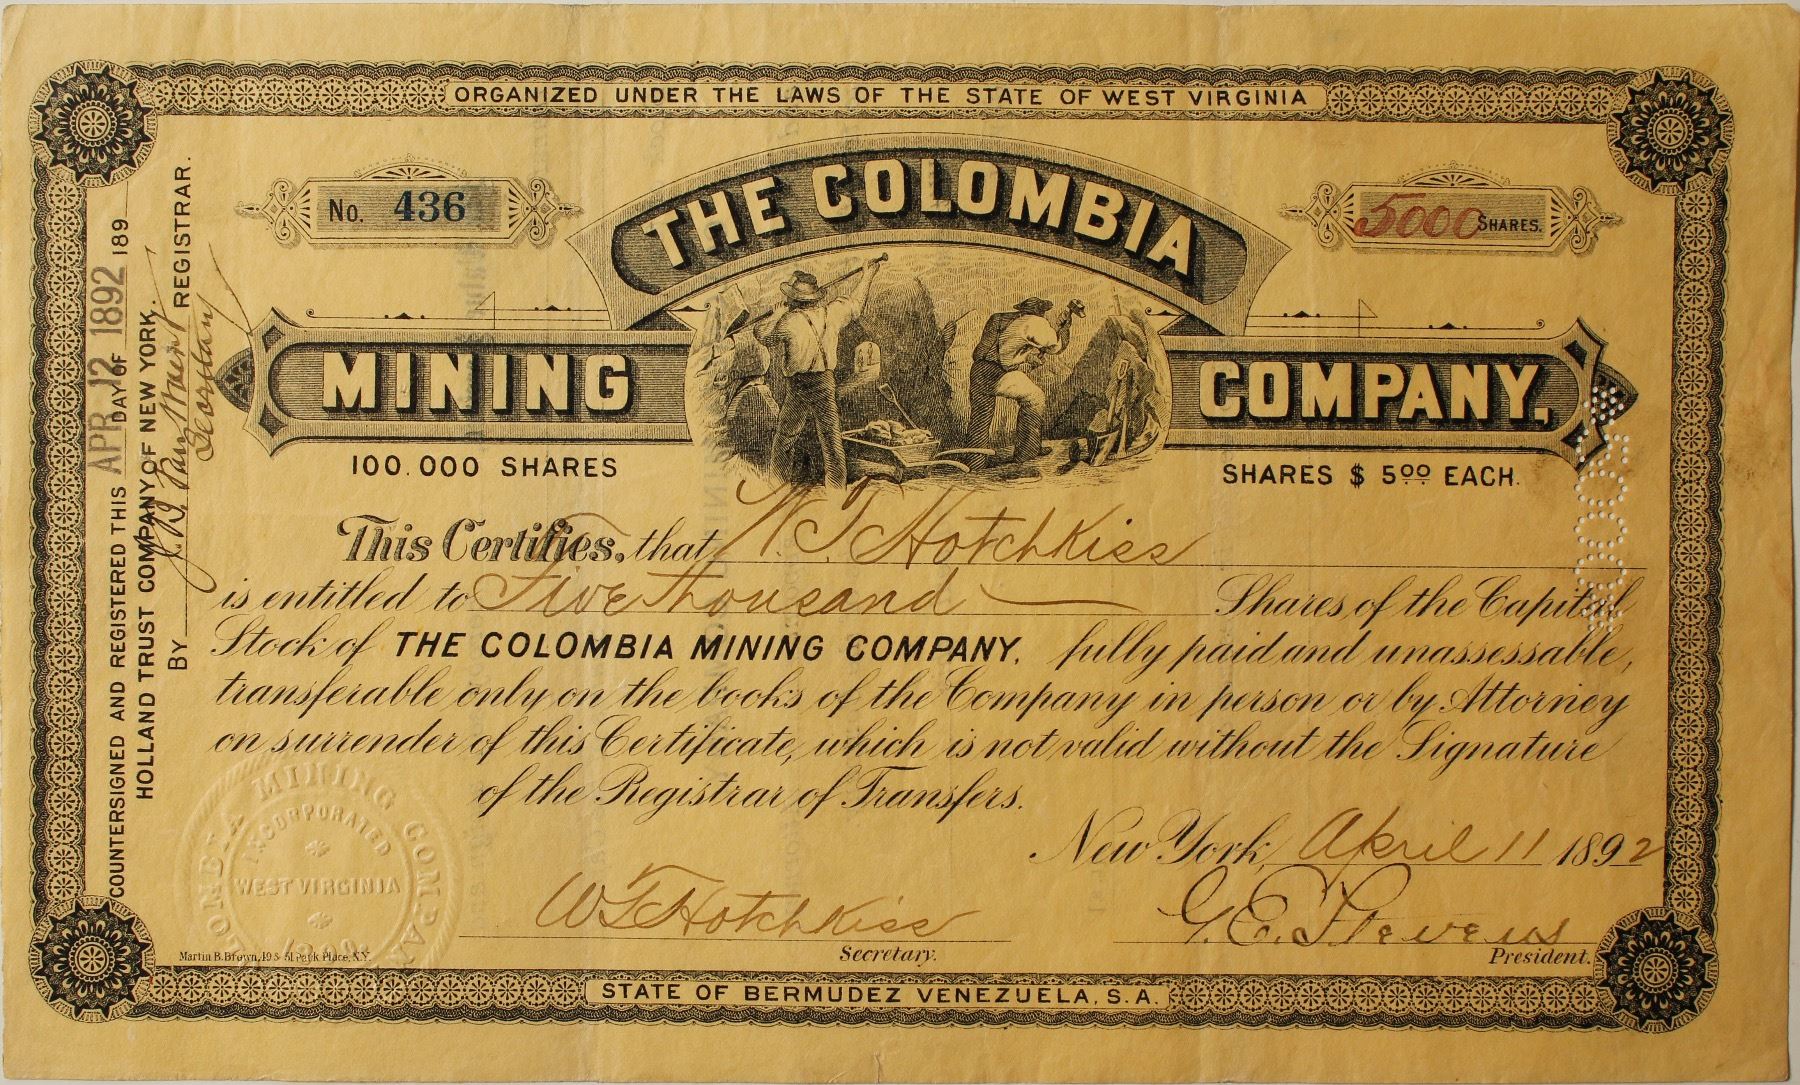 ORGANIZED UNDER THE LAWS OF THE STATE OF WEST VIRGINIA
No. 436
5000 SHARES.
THE COLOMBIA
MINING COMPANY,
100.000 SHARES
SHARES $ 5.00 EACH.
This Certifies, that W. T. Hotchkiss
is entitled to Five Thousand Shares of the Capital
Stock of THE COLOMBIA MINING COMPANY. fully paid and unassessable,
transferable only on the books of the Company in person or by Attorney
on surrender of this Certificate, which is not valid without the Signature
of the Registrar of Transfers.
New York, April 11 1892
W T Hotchkiss
Secretary.
G. E. Stevens
President.
COUNTERSIGNED AND REGISTERED THIS APR 12 1892 DAY OF 189
HOLLAND TRUST COMPANY OF NEW YORK.
BY J. B. Van REGISTRAR.
Secretary
MINING COMPANY
INCORPORATED
WEST VIRGINIA
Martin B. Brown, 49 & 51 Park Place, N.Y.
STATE OF BERMUDEZ VENEZUELA, S.A.